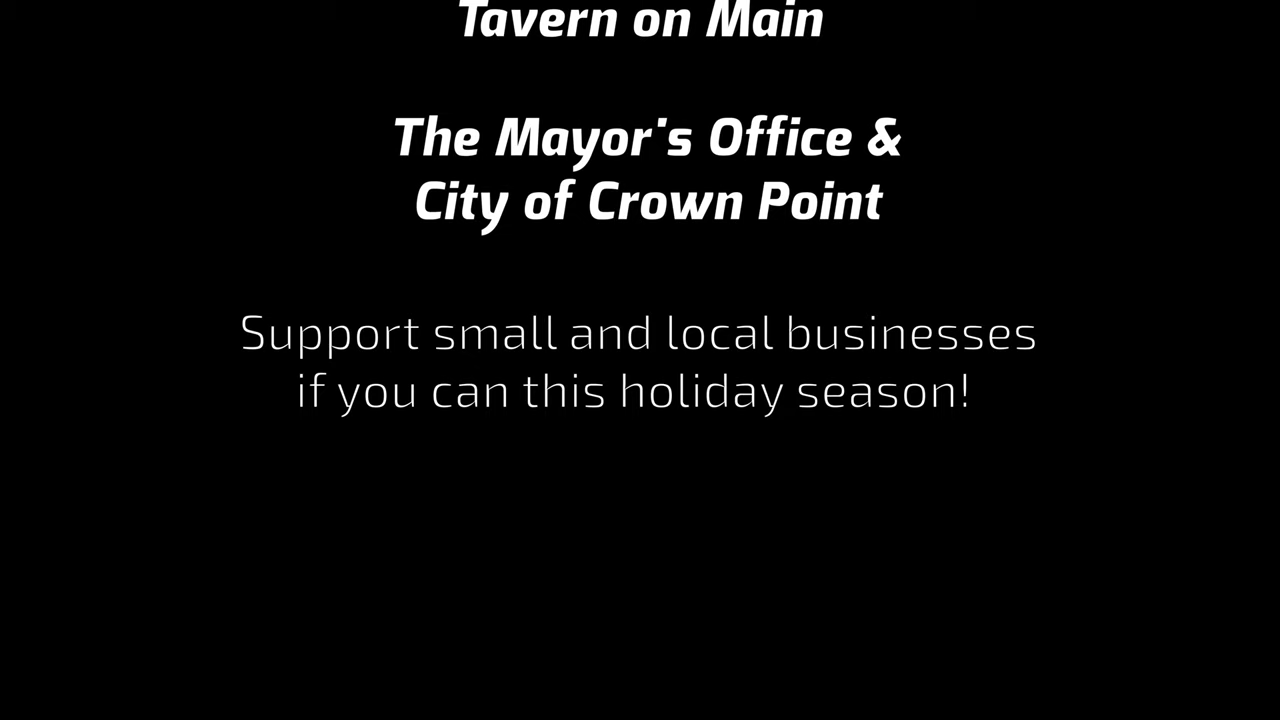 Tavern on Main
The Mayor's Office &
City of Crown Point
Support small and local businesses
if you can this holiday season!